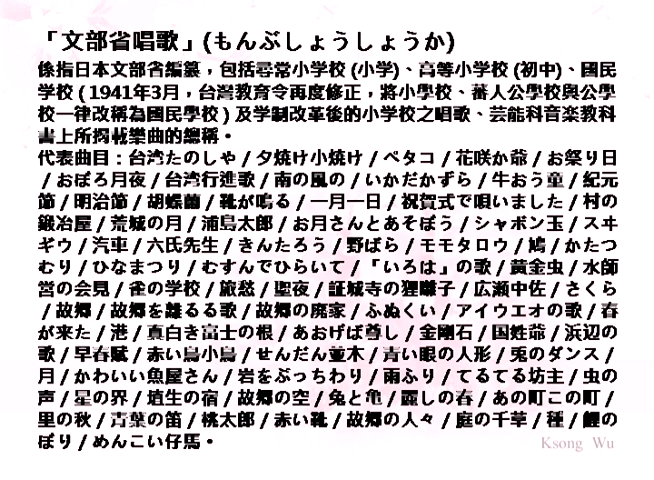 「文部省唱歌」(もんぶしょうしょうか)
係指日本文部省編纂，包括尋常小学校 (小学)、高等小学校 (初中)、國民
学校 ( 1941年3月，台灣教育令再度修正，將小學校、蕃人公學校與公學
校一律改稱為國民學校 ) 及学制改革後的小学校之唱歌、芸能科音楽教科
書上所揭載樂曲的總稱。
代表曲目：台湾たのしや / 夕焼け小焼け / ペタコ / 花咲か爺 / お祭り日
/ おぼろ月夜 / 台湾行進歌 / 南の風の / いかだかずら / 牛おう童 / 紀元
節 / 明治節 / 胡蝶蘭 / 靴が鳴る / 一月一日 / 祝賀式で唄いました / 村の
鍛冶屋 / 荒城の月 / 浦島太郎 / お月さんとあそぼう / シャボン玉 / スヰ
ギウ / 汽車 / 六氏先生 / きんたろう / 野ばら / モモタロウ / 鳩 / かたつ
むり / ひなまつり / むすんでひらいて / 「いろは」の歌 / 黃金虫 / 水師
営の会見 / 雀の学校 / 旅愁 / 聖夜 / 証城寺の狸囃子 / 広瀬中佐 / さくら
/ 故郷 / 故郷を離るる歌 / 故郷の廃家 / ふぬくい / アイウエオの歌 / 春
が来た / 港 / 真白き富士の根 / あおげば尊し / 金剛石 / 国姓爺 / 浜辺の
歌 / 早春賦 / 赤い鳥小鳥 / せんだん並木 / 青い眼の人形 / 兎のダンス /
月 / かわいい魚屋さん / 岩をぶっちわり / 雨ふり / てるてる坊主 / 虫の
声 / 星の界 / 埴生の宿 / 故郷の空 / 兔と亀 / 麗しの春 / あの町この町 /
里の秋 / 青葉の笛 / 桃太郎 / 赤い靴 / 故郷の人々 / 庭の千草 / 種 / 鯉の
ぼり / めんこい仔馬。
Ksong Wu